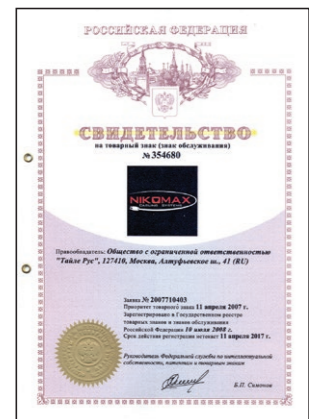 РОССИЙСКАЯ ФЕДЕРАЦИЯ
СВИДЕТЕЛЬСТВО
на товарный знак (знак обслуживания)
№354680
NIKOMAX
Правообладатель: Общество с ограниченной ответственностью
"Тайле Рус", 127410, Москва, Алтуфьевское ш., 41 (RU)
Заявка № 2007710403
Приоритет товарного знака 11 апреля 2007 г.
Зарегистрировано в Государственном реестре
товарных знаков и знаков обслуживания
Российской Федерации 10 июля 2008 г.
Срок действия регистрации истекает 11 апреля 2017 г.
Руководитель Федеральной службы по интеллектуальной
собственности, патентам и товарным знакам
Б.П. Симонов